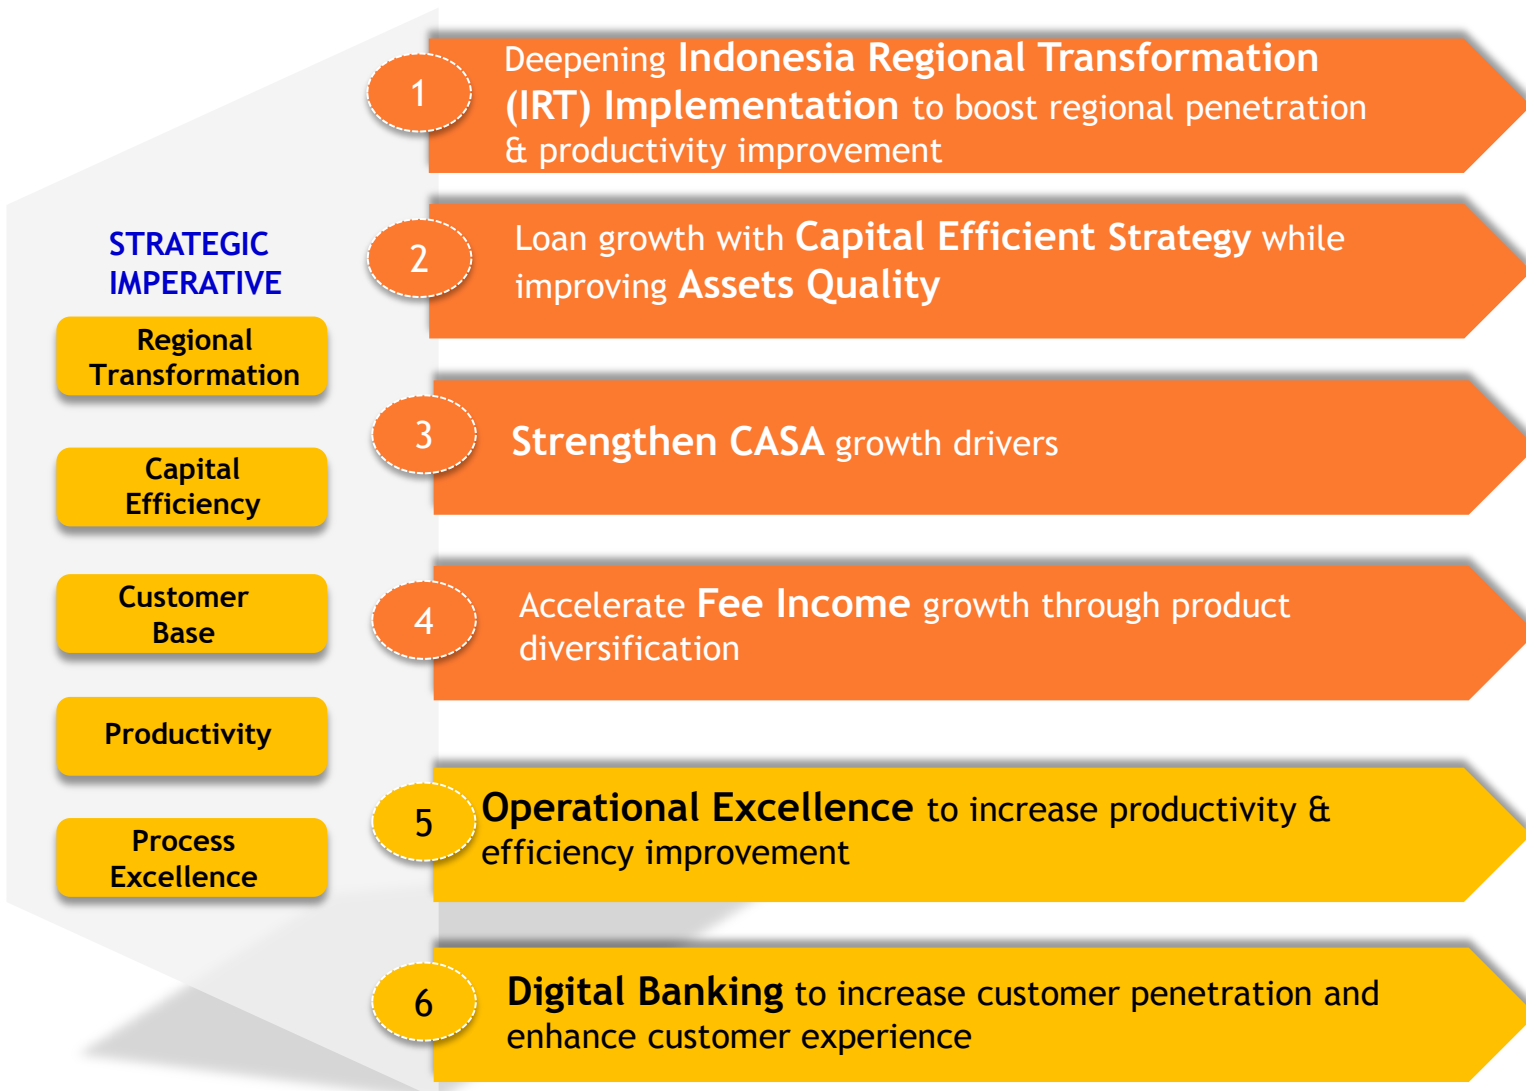 STRATEGIC
IMPERATIVE
Regional
Transformation
Capital
Efficiency
Customer
Base
Productivity
Process
Excellence
1
Deepening Indonesia Regional Transformation
(IRT) Implementation to boost regional penetration
& productivity improvement
2
Loan growth with Capital Efficient Strategy while
improving Assets Quality
3
Strengthen CASA growth drivers
4
Accelerate Fee Income growth through product
diversification
5
Operational Excellence to increase productivity &
efficiency improvement
6
Digital Banking to increase customer penetration and
enhance customer experience